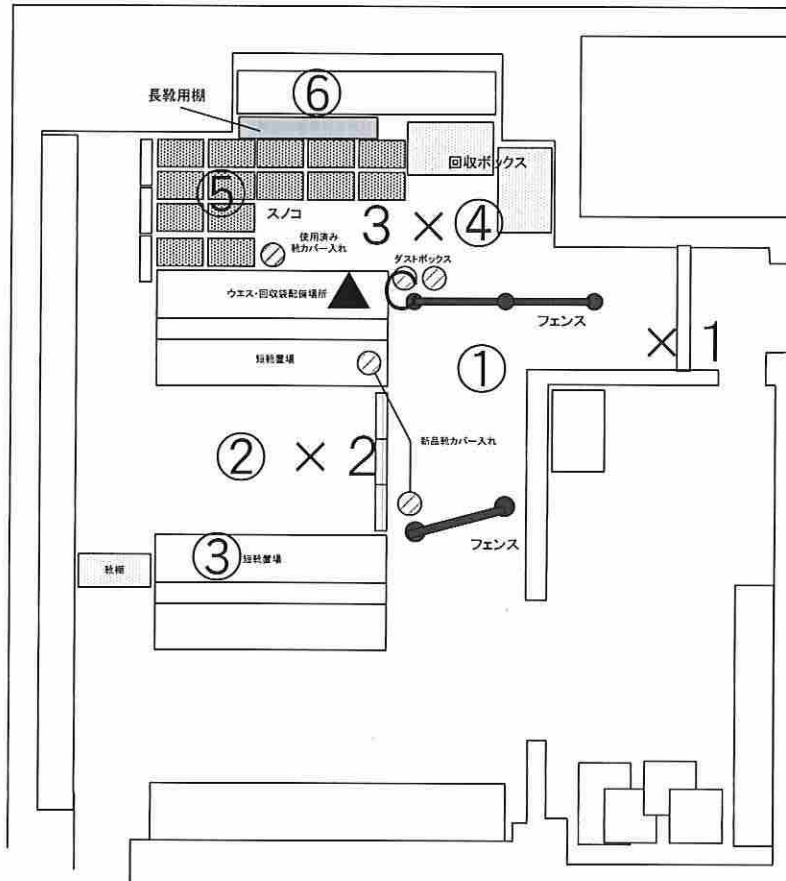 ⑥
長靴用棚
回収ボックス
⑤
スノコ
3 × ④
使用済み
靴カバー入れ
ダストボックス
ウエス・回収袋配備場所
フェンス
× 1
短靴置場
①
新品靴カバー入れ
② × 2
フェンス
③
短靴置場
靴棚